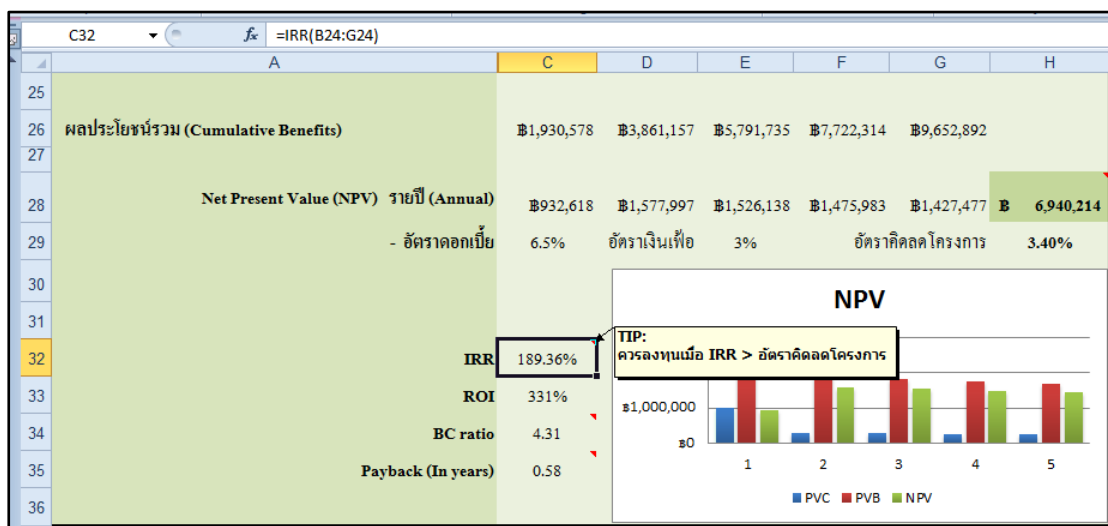 C32 fx =IRR(B24:G24)
A C D E F G H
25
26 ผลประโยชน์รวม (Cumulative Benefits) ฿1,930,578 ฿3,861,157 ฿5,791,735 ฿7,722,314 ฿9,652,892
27
28 Net Present Value (NPV) รายปี (Annual) ฿932,618 ฿1,577,997 ฿1,526,138 ฿1,475,983 ฿1,427,477 ฿ 6,940,214
29 - อัตราดอกเบี้ย 6.5% อัตราเงินเฟ้อ 3% อัตราคิดลดโครงการ 3.40%
30
NPV
31
TIP:
32 IRR 189.36% ควรลงทุนเมื่อ IRR > อัตราคิดลดโครงการ
33 ROI 331%
฿1,000,000
34 BC ratio 4.31
฿0
35 Payback (In years) 0.58
1 2 3 4 5
36
PVC PVB NPV